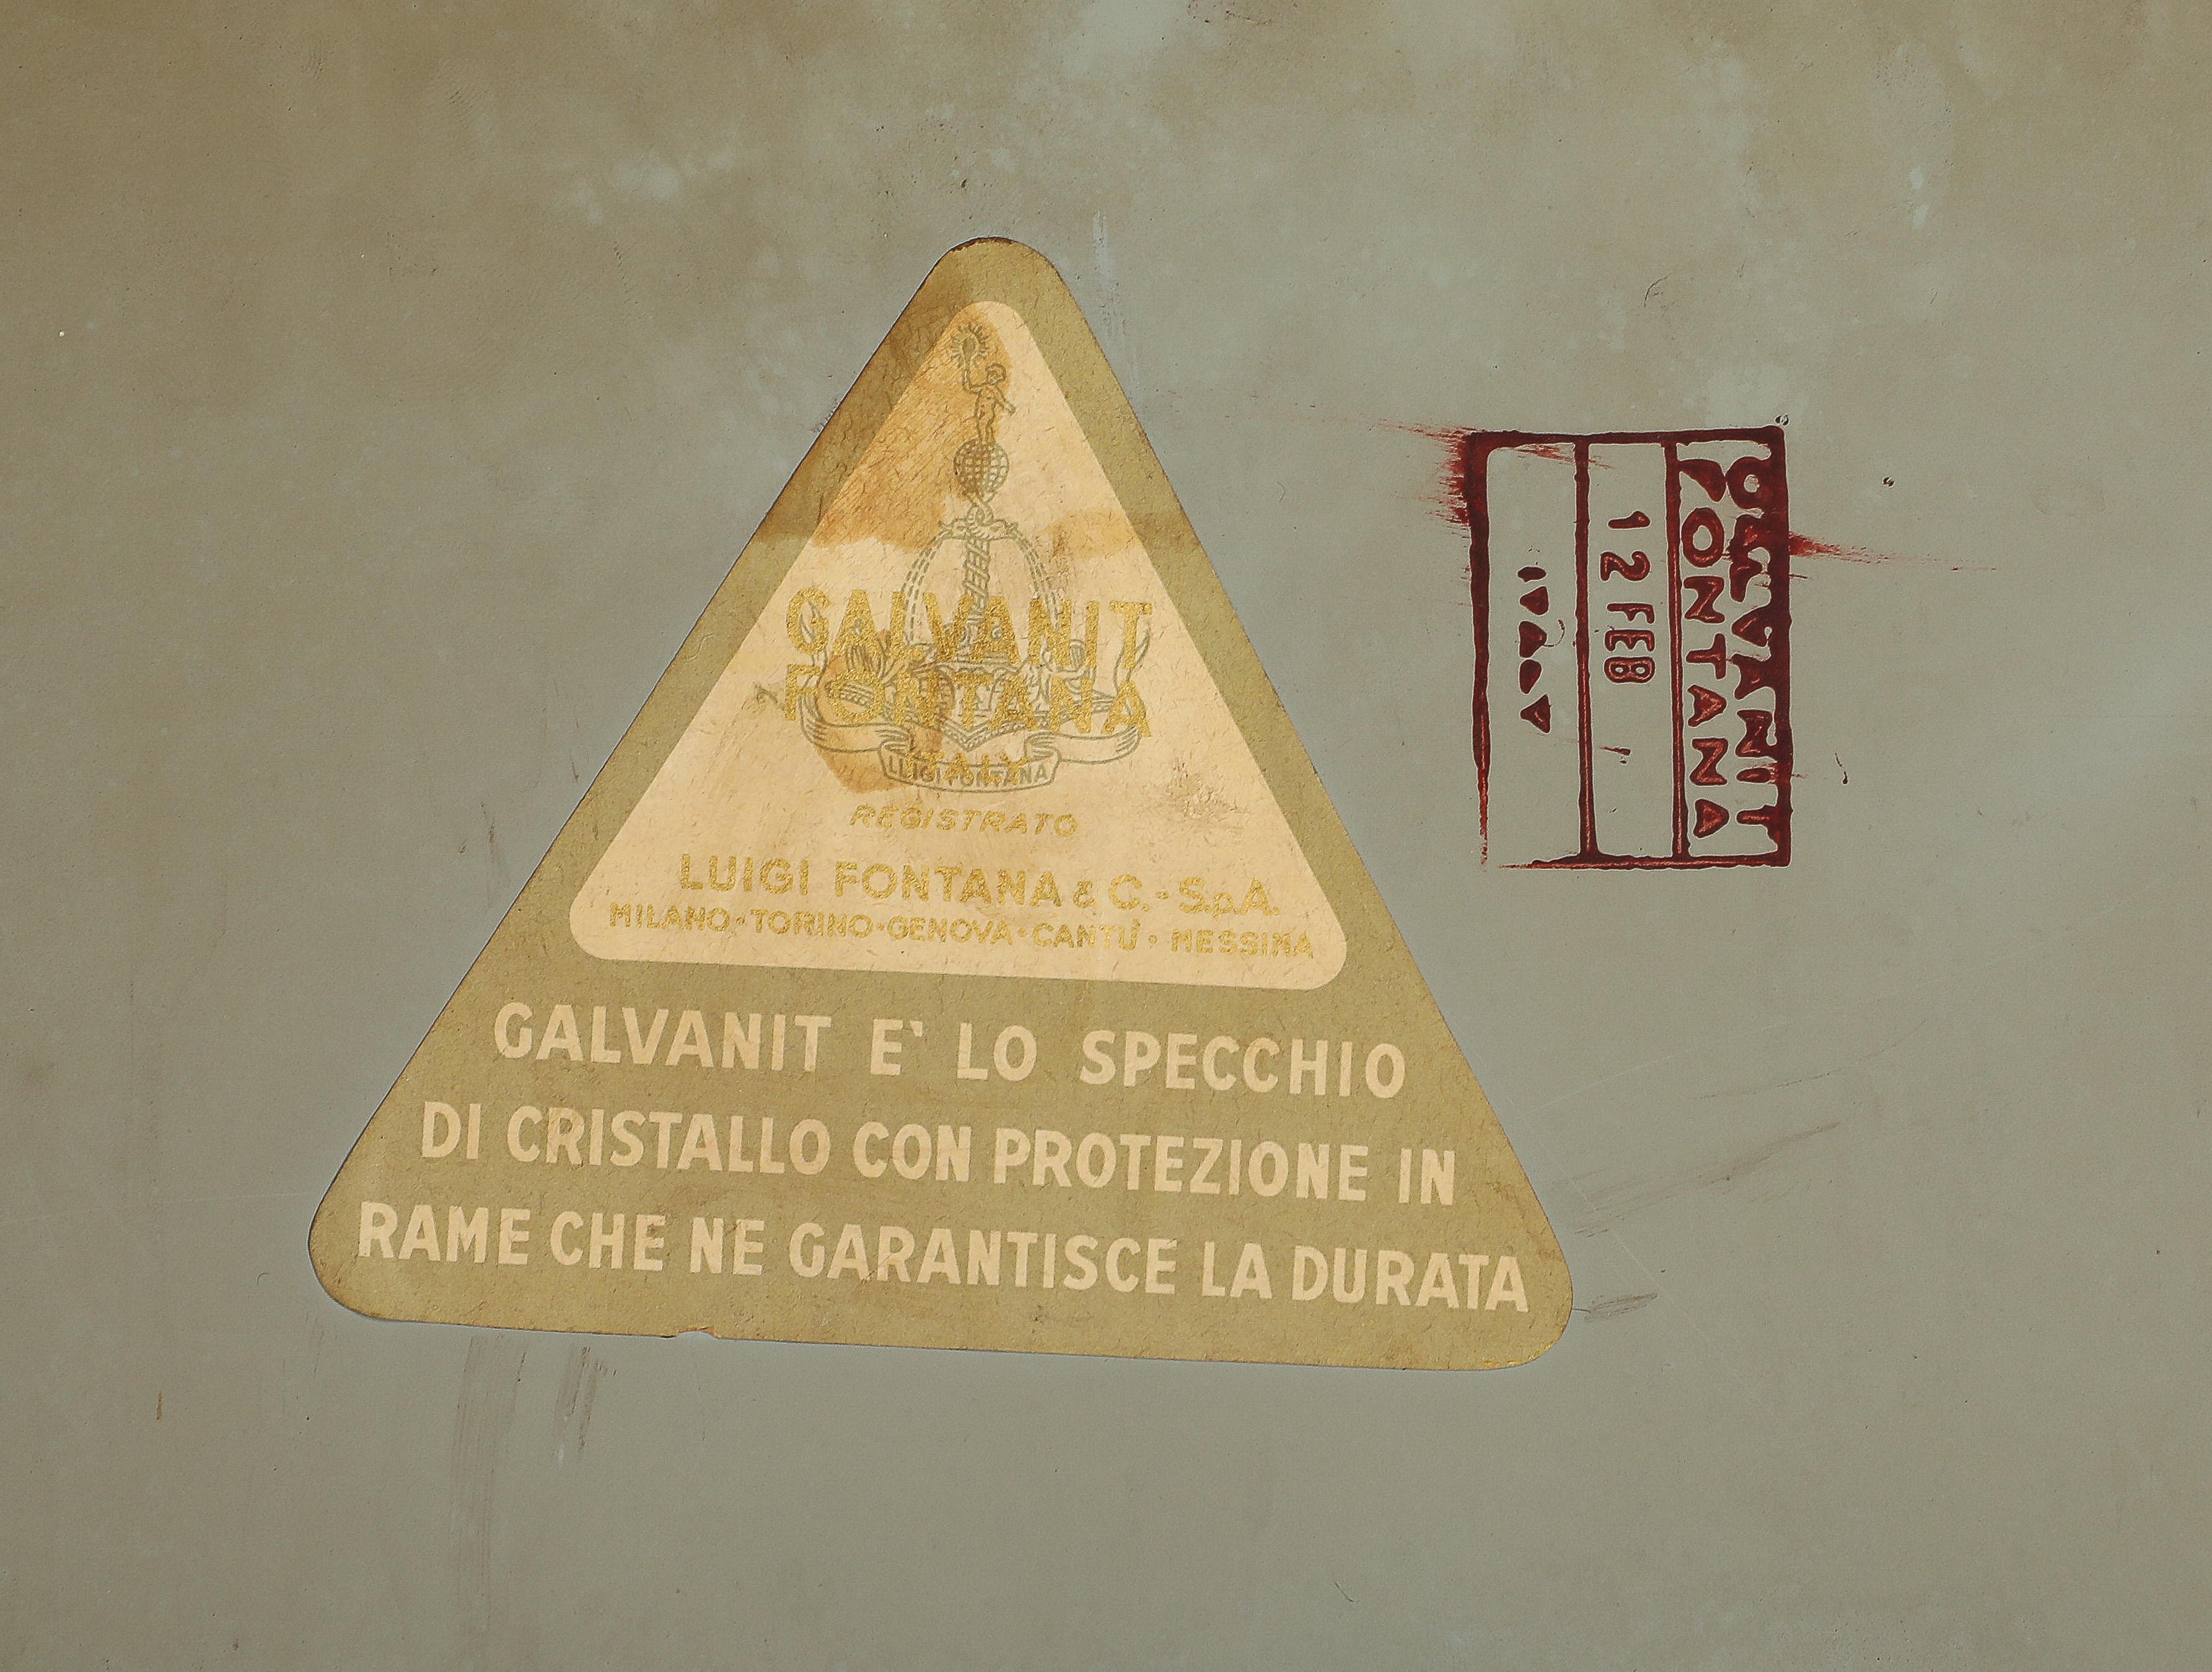 GALVANIT
FONTANA
ITALY
LUIGI FONTANA
REGISTRATO
LUIGI FONTANA & C.-S.p.A.
MILANO·TORINO·GENOVA·CANTÙ·MESSINA
GALVANIT E' LO SPECCHIO
DI CRISTALLO CON PROTEZIONE IN
RAME CHE NE GARANTISCE LA DURATA
GALVANIT
FONTANA
12 FEB